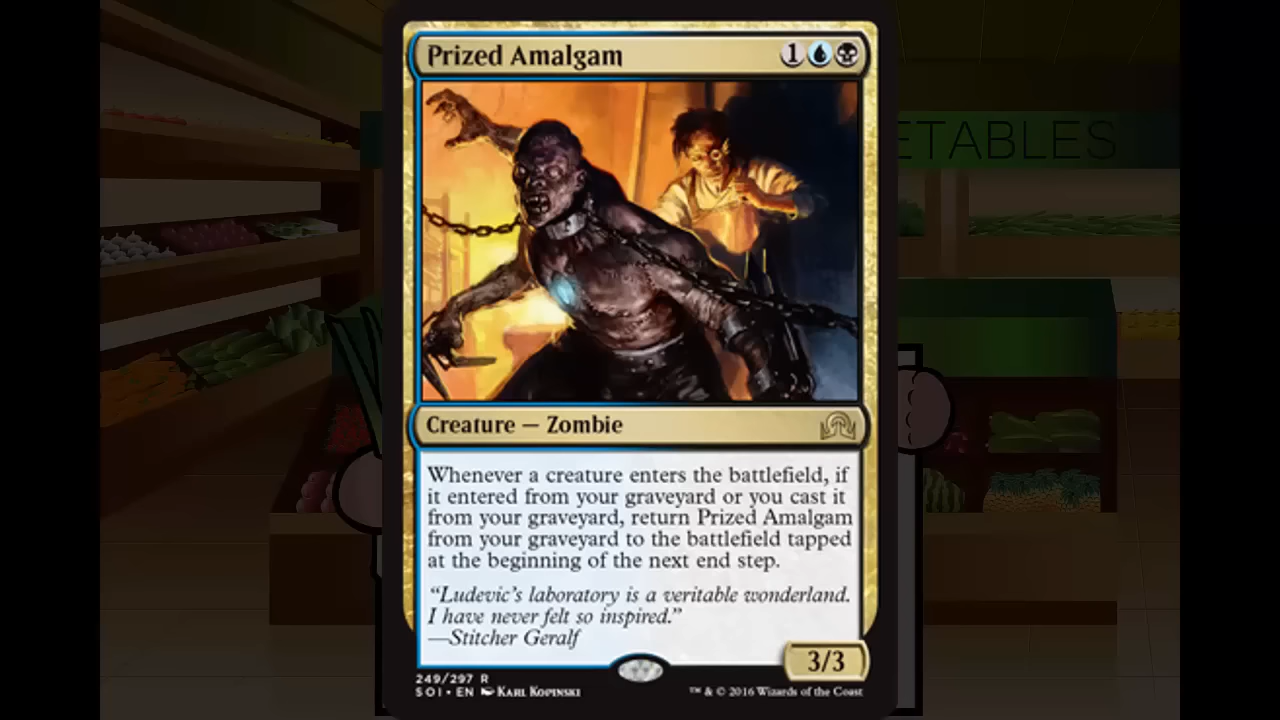 Prized Amalgam 1
ETABLES
Creature — Zombie
Whenever a creature enters the battlefield, if
it entered from your graveyard or you cast it
from your graveyard, return Prized Amalgam
from your graveyard to the battlefield tapped
at the beginning of the next end step.
"Ludevic's laboratory is a veritable wonderland.
I have never felt so inspired."
—Stitcher Geralf
3/3
249/297 R
SOI • EN Karl Kopinski
™ & © 2016 Wizards of the Coast